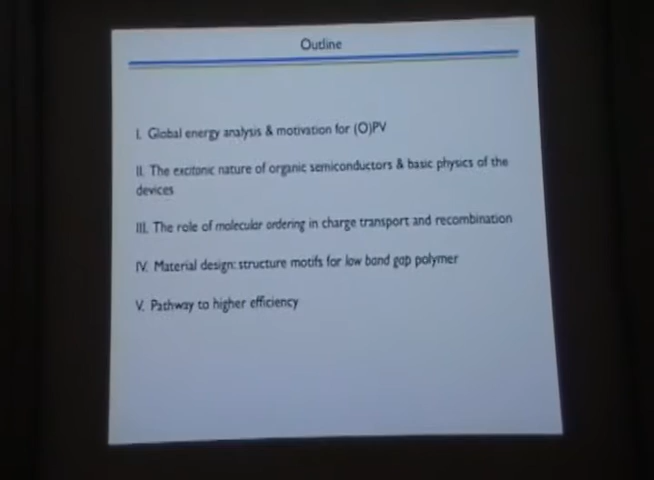 Outline
I. Global energy analysis & motivation for (O)PV
II. The excitonic nature of organic semiconductors & basic physics of the
devices
III. The role of molecular ordering in charge transport and recombination
IV. Material design: structure motifs for low band gap polymer
V. Pathway to higher efficiency